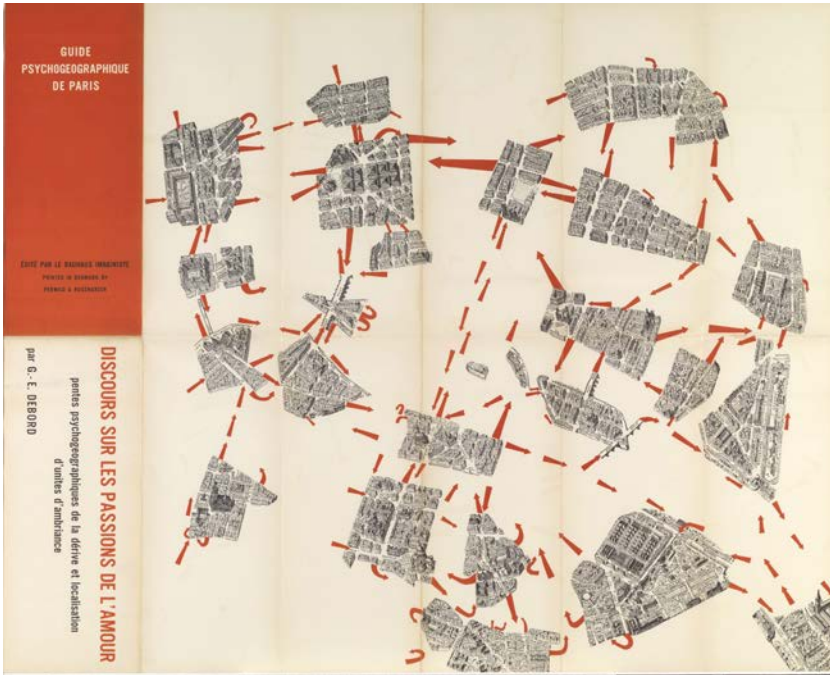 GUIDE
PSYCHOGEOGRAPHIQUE
DE PARIS
ÉDITÉ PAR LE BAUHAUS IMAGINISTE
PRINTED IN DENMARK BY
PERMILD & ROSENGREEN
DISCOURS SUR LES PASSIONS DE L'AMOUR
pentes psychogeographiques de la dérive et localisation
d'unites d'ambiance
par G.-E. DEBORD